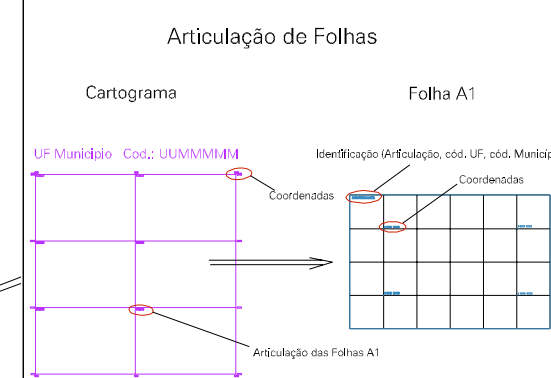 Articulação de Folhas
Cartograma
Folha A1
UF Municipio Cod.: UUMMMMM
Identificação (Articulação, cód. UF, cód. Municíp
Coordenadas
Coordenadas
Articulação das Folhas A1